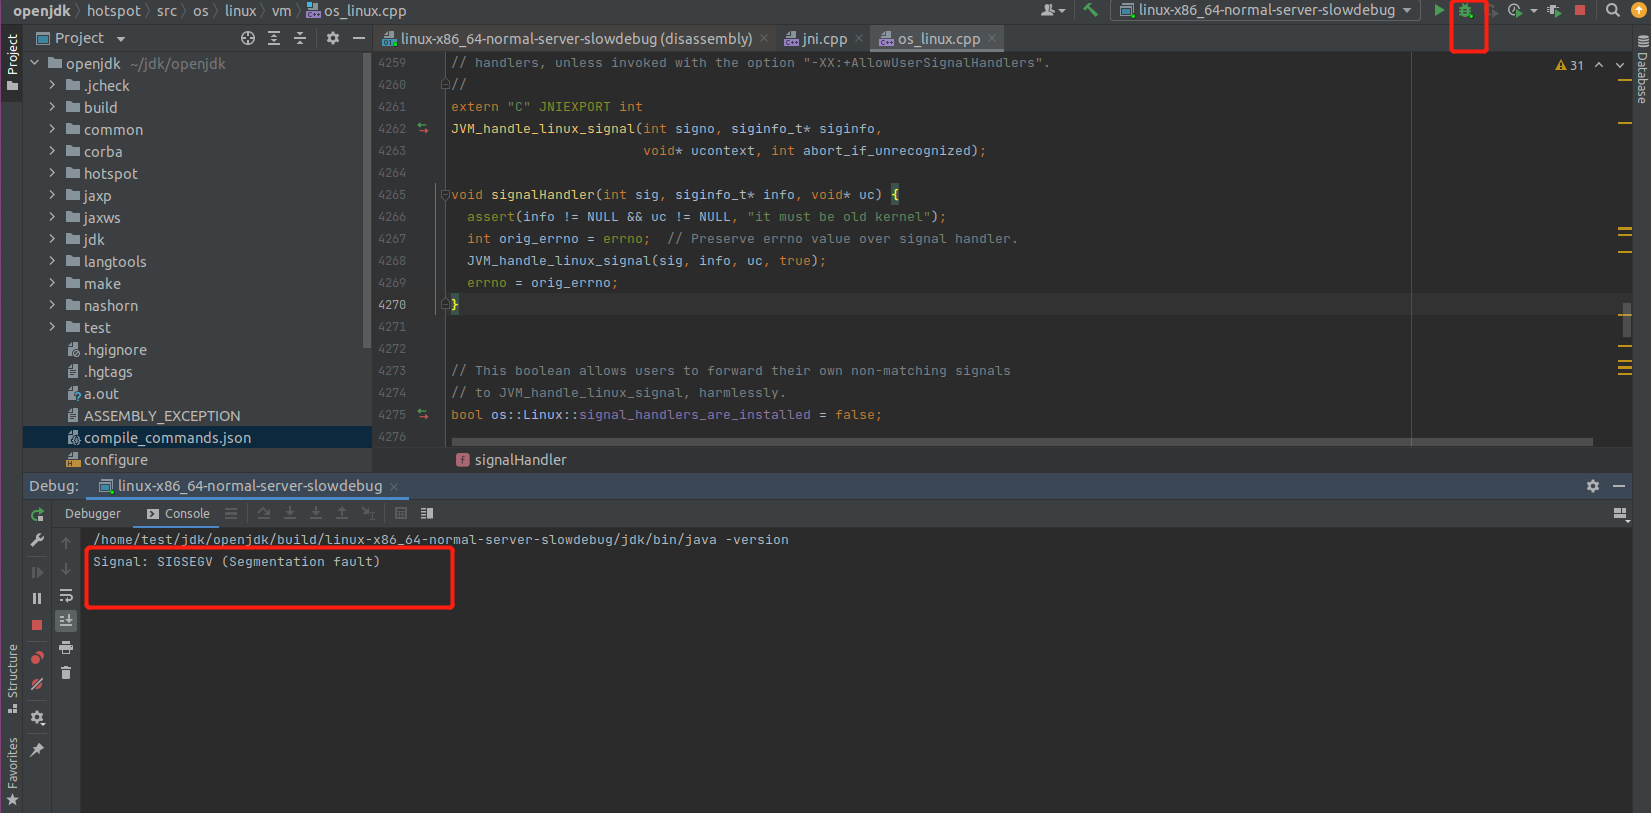 openjdk hotspot src os linux vm os_linux.cpp
linux-x86_64-normal-server-slowdebug
Project
linux-x86_64-normal-server-slowdebug (disassembly)
jni.cpp
os_linux.cpp
Project
Database
Structure
Favorites
openjdk ~/jdk/openjdk
.jcheck
build
common
corba
hotspot
jaxp
jaxws
jdk
langtools
make
nashorn
test
.hgignore
.hgtags
a.out
ASSEMBLY_EXCEPTION
compile_commands.json
configure
31
4259 // handlers, unless invoked with the option "-XX:+AllowUserSignalHandlers".
4260 //
4261 extern "C" JNIEXPORT int
4262 JVM_handle_linux_signal(int signo, siginfo_t* siginfo,
4263 void* ucontext, int abort_if_unrecognized);
4264
4265 void signalHandler(int sig, siginfo_t* info, void* uc) {
4266 assert(info != NULL && uc != NULL, "it must be old kernel");
4267 int orig_errno = errno;  // Preserve errno value over signal handler.
4268 JVM_handle_linux_signal(sig, info, uc, true);
4269 errno = orig_errno;
4270 }
4271
4272
4273 // This boolean allows users to forward their own non-matching signals
4274 // to JVM_handle_linux_signal, harmlessly.
4275 bool os::Linux::signal_handlers_are_installed = false;
4276
f signalHandler
Debug: linux-x86_64-normal-server-slowdebug
Debugger Console
/home/test/jdk/openjdk/build/linux-x86_64-normal-server-slowdebug/jdk/bin/java -version
Signal: SIGSEGV (Segmentation fault)